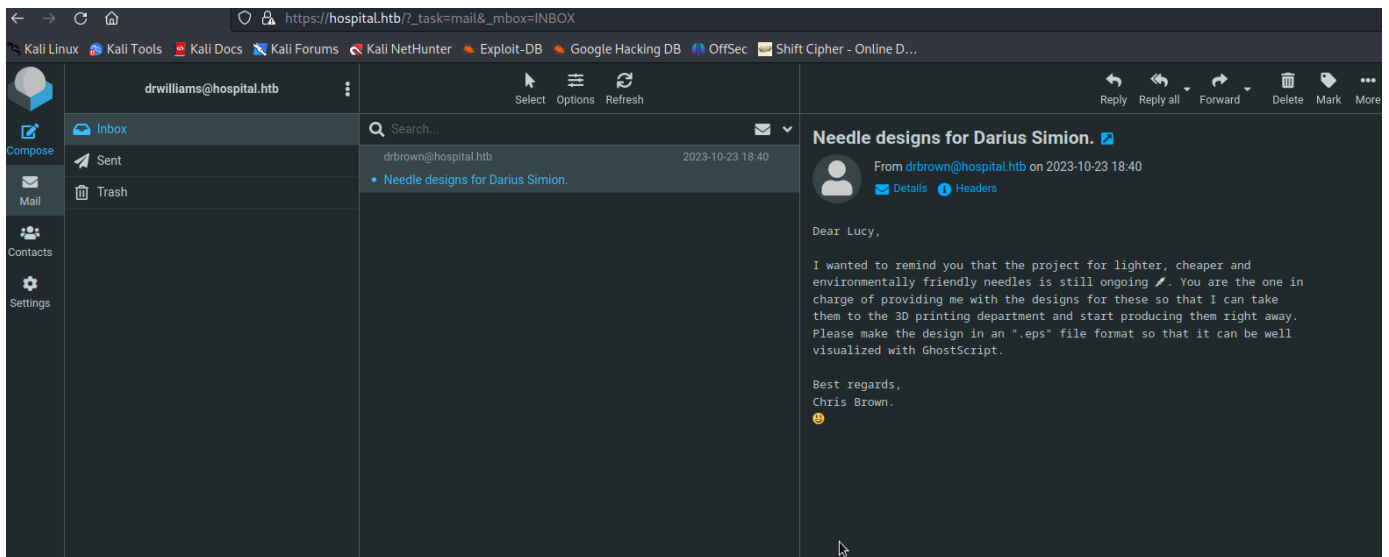 https://hospital.htb/?_task=mail&_mbox=INBOX
Kali Linux Kali Tools Kali Docs Kali Forums Kali NetHunter Exploit-DB Google Hacking DB OffSec Shift Cipher - Online D...
drwilliams@hospital.htb
Select Options Refresh
Reply Reply all Forward Delete Mark More
Compose
Mail
Contacts
Settings
Inbox
Sent
Trash
Search...
drbrown@hospital.htb 2023-10-23 18:40
• Needle designs for Darius Simion.
Needle designs for Darius Simion.
From drbrown@hospital.htb on 2023-10-23 18:40
Details Headers
Dear Lucy,
I wanted to remind you that the project for lighter, cheaper and
environmentally friendly needles is still ongoing 💉. You are the one in
charge of providing me with the designs for these so that I can take
them to the 3D printing department and start producing them right away.
Please make the design in an ".eps" file format so that it can be well
visualized with GhostScript.
Best regards,
Chris Brown.
😃